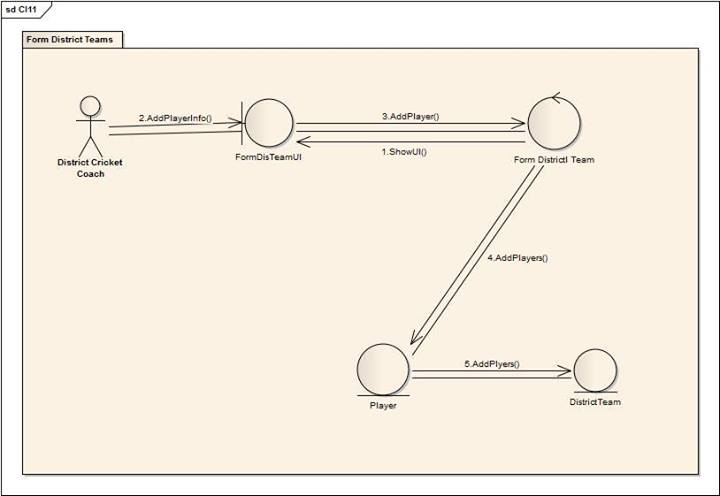 sd CI11
Form District Teams
2.AddPlayerInfo()
3.AddPlayer()
FormDisTeamUI
1.ShowUI()
Form DistrictI Team
District Cricket
Coach
4.AddPlayers()
5.AddPlyers()
Player
DistrictTeam